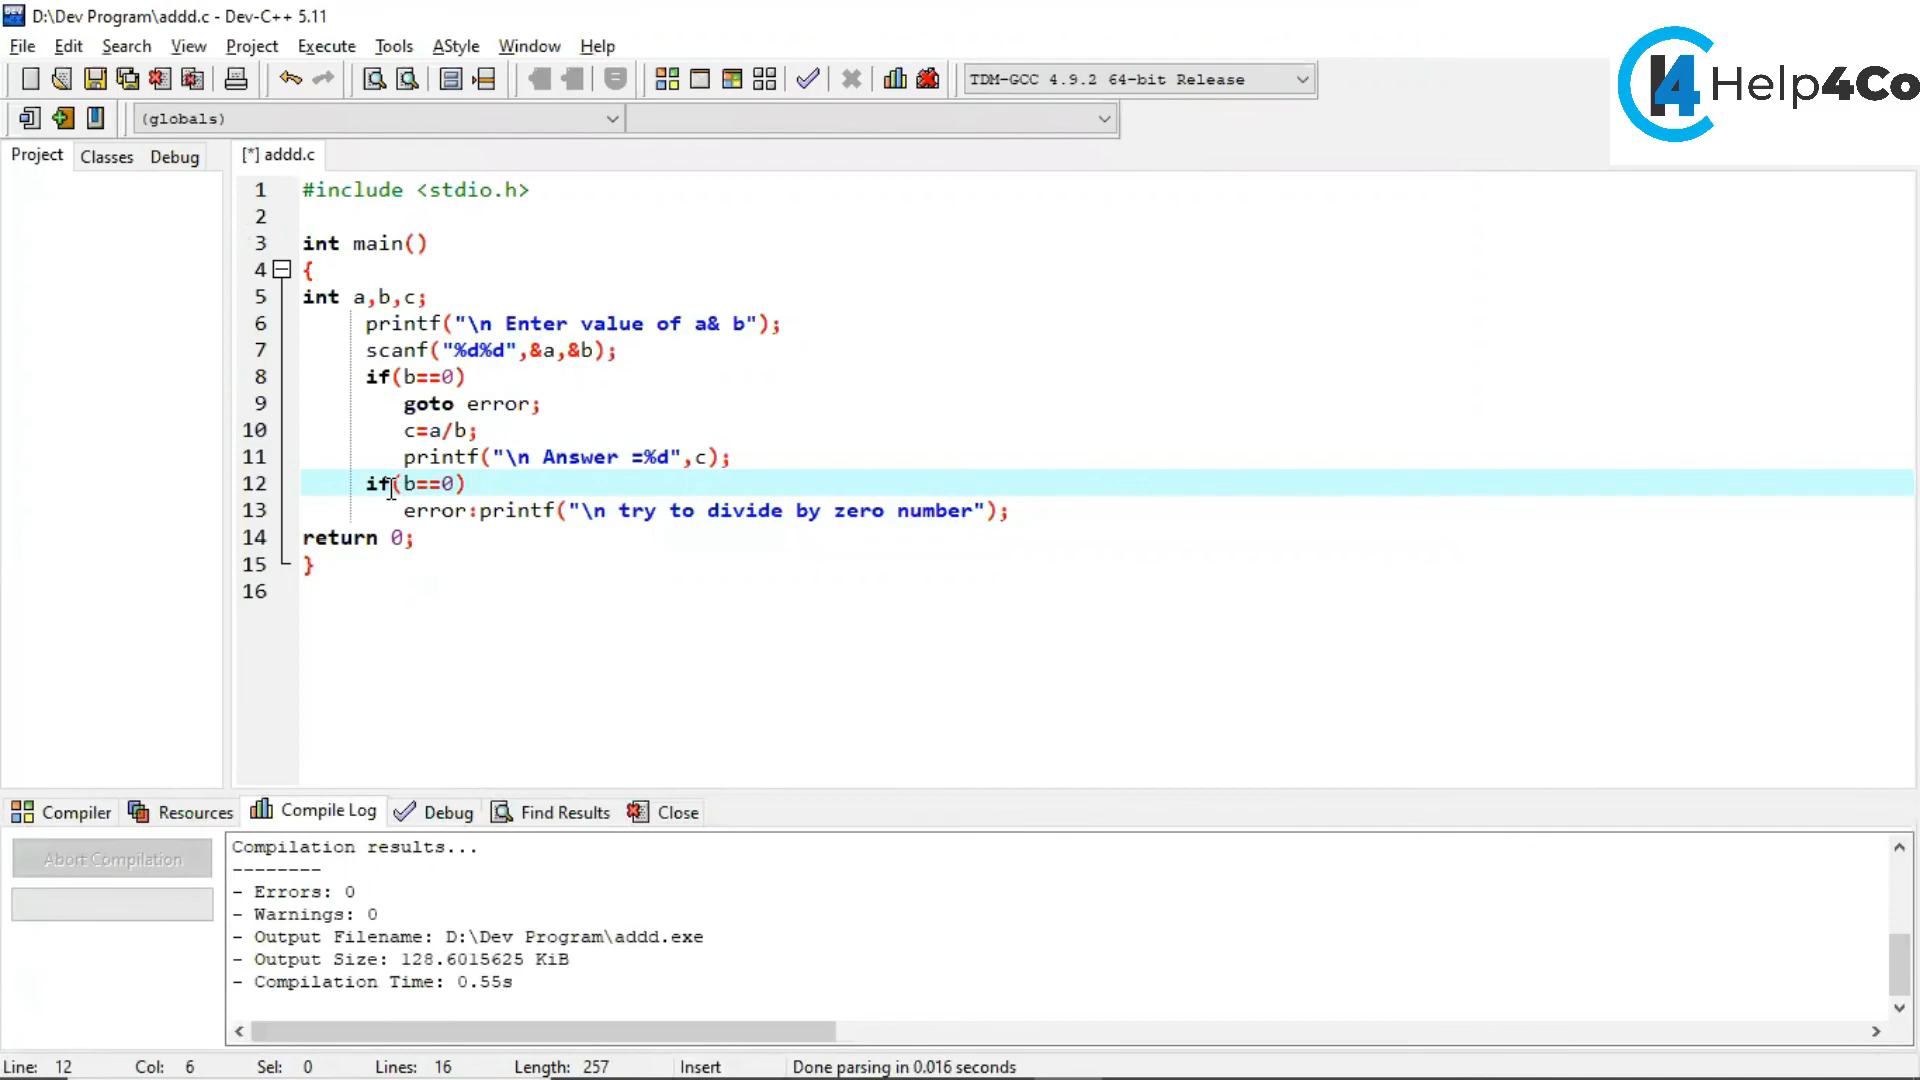 D:\Dev Program\addd.c - Dev-C++ 5.11
File Edit Search View Project Execute Tools AStyle Window Help
TDM-GCC 4.9.2 64-bit Release
Help4Co
(globals)
Project Classes Debug [*] addd.c
1 #include <stdio.h>
2
3 int main()
4 {
5 int a,b,c;
6 printf("\n Enter value of a& b");
7 scanf("%d%d",&a,&b);
8 if(b==0)
9 goto error;
10 c=a/b;
11 printf("\n Answer =%d",c);
12 if(b==0)
13 error:printf("\n try to divide by zero number");
14 return 0;
15 }
16
Compiler Resources Compile Log Debug Find Results Close
Abort Compilation
Compilation results...
--------
- Errors: 0
- Warnings: 0
- Output Filename: D:\Dev Program\addd.exe
- Output Size: 128.6015625 KiB
- Compilation Time: 0.55s
Line: 12 Col: 6 Sel: 0 Lines: 16 Length: 257 Insert Done parsing in 0.016 seconds